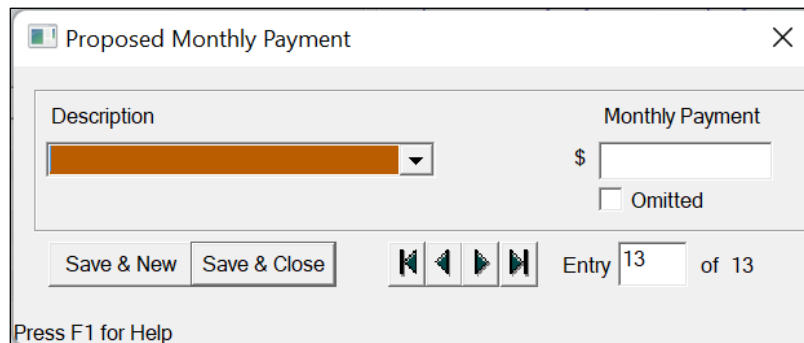 Proposed Monthly Payment
Description
Monthly Payment
$
Omitted
Save & New
Save & Close
Entry 13 of 13
Press F1 for Help